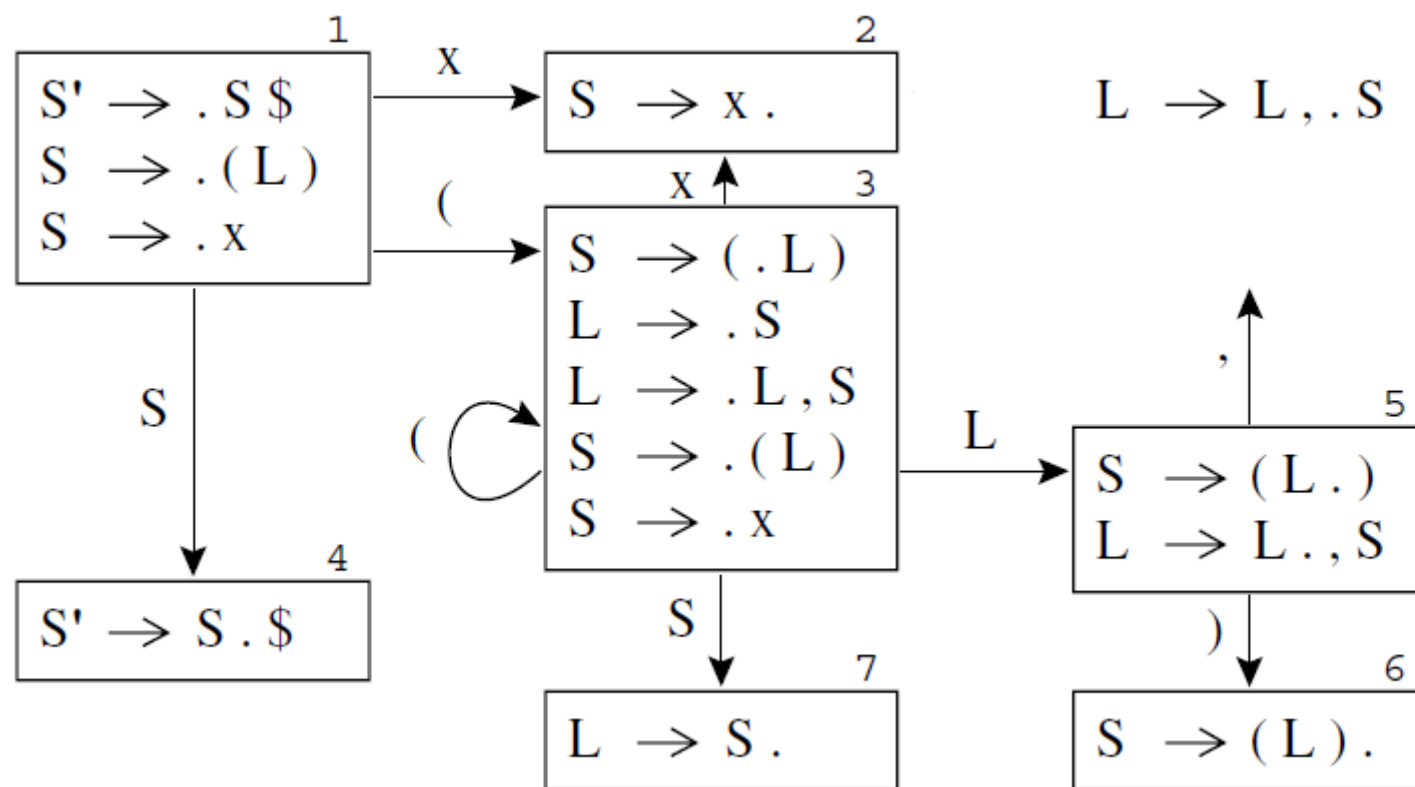 1
S' → . S $
S → . ( L )
S → . x
x
2
S → x .
L → L , . S
(
x
3
S → ( . L )
L → . S
L → . L , S
S → . ( L )
S → . x
(
S
L
,
5
S → ( L . )
L → L . , S
4
S' → S . $
S
)
7
L → S .
6
S → ( L ) .